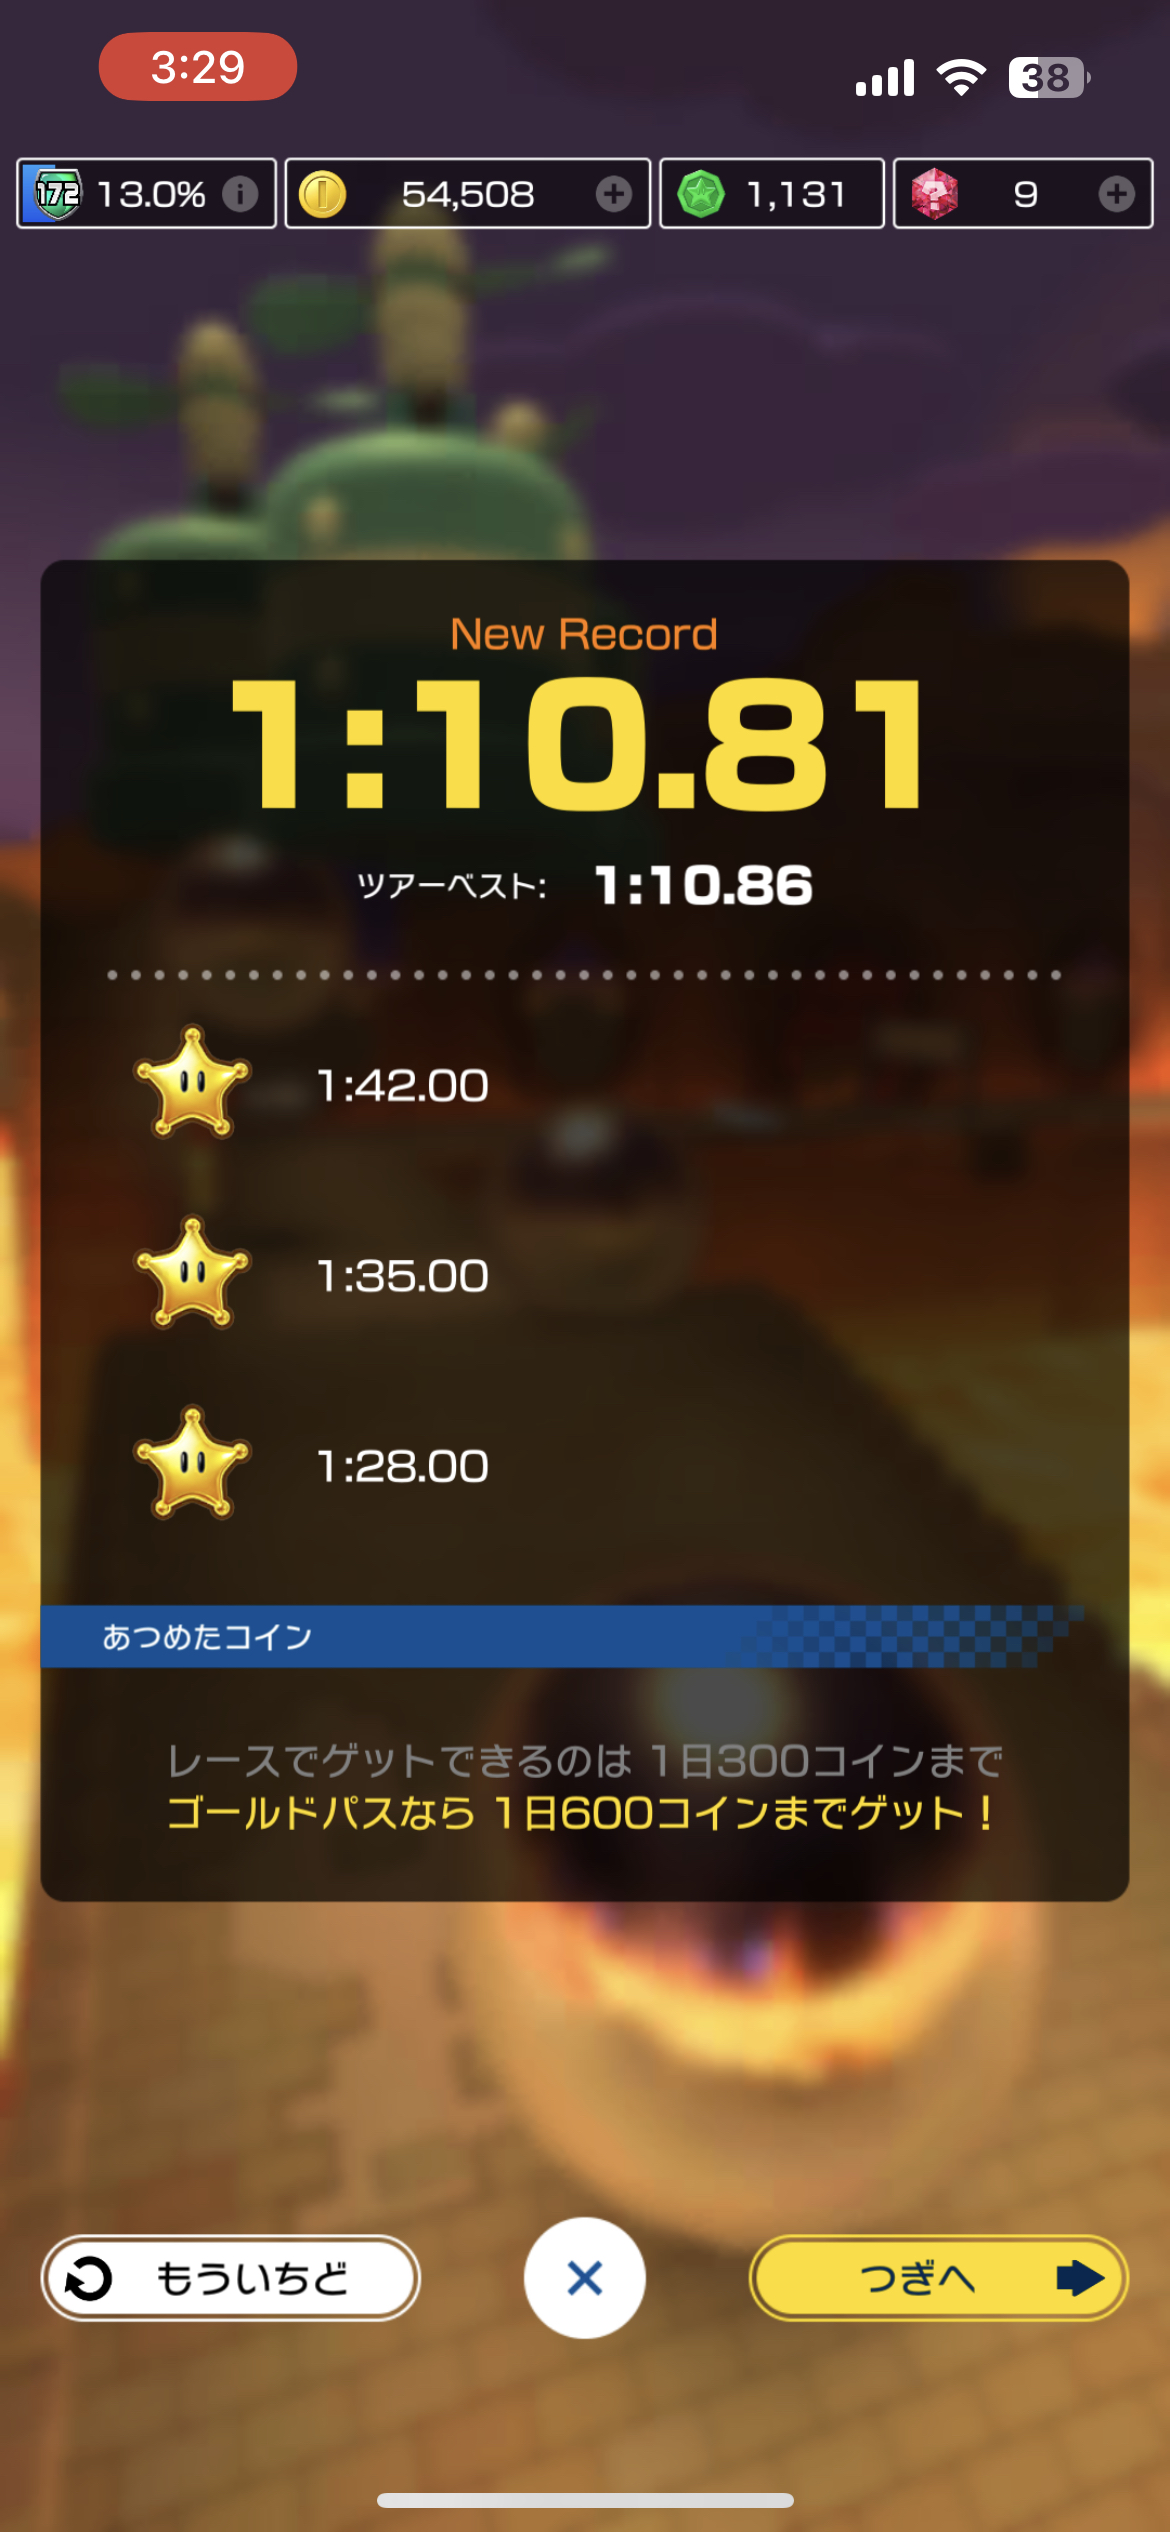 3:29
38
172 13.0% i 54,508 + 1,131 ? 9 +
New Record
1:10.81
ツアーベスト: 1:10.86
1:42.00
1:35.00
1:28.00
あつめたコイン
レースでゲットできるのは 1日300コインまで
ゴールドパスなら 1日600コインまでゲット！
もういちど × つぎへ